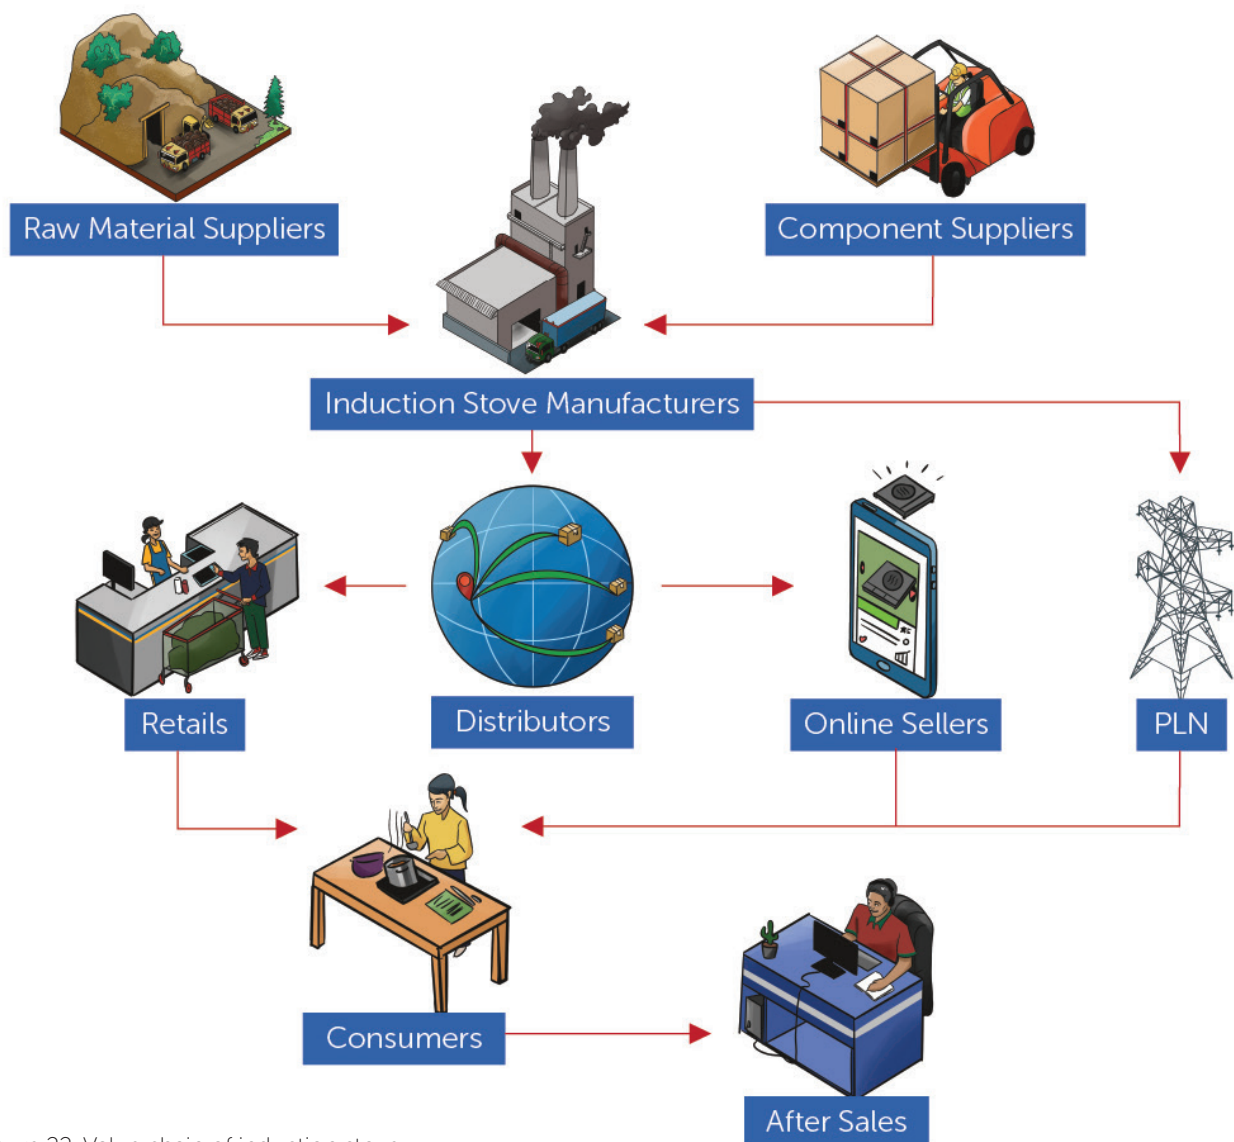 Raw Material Suppliers
Component Suppliers
Induction Stove Manufacturers
Retails
Distributors
Online Sellers
PLN
Consumers
After Sales